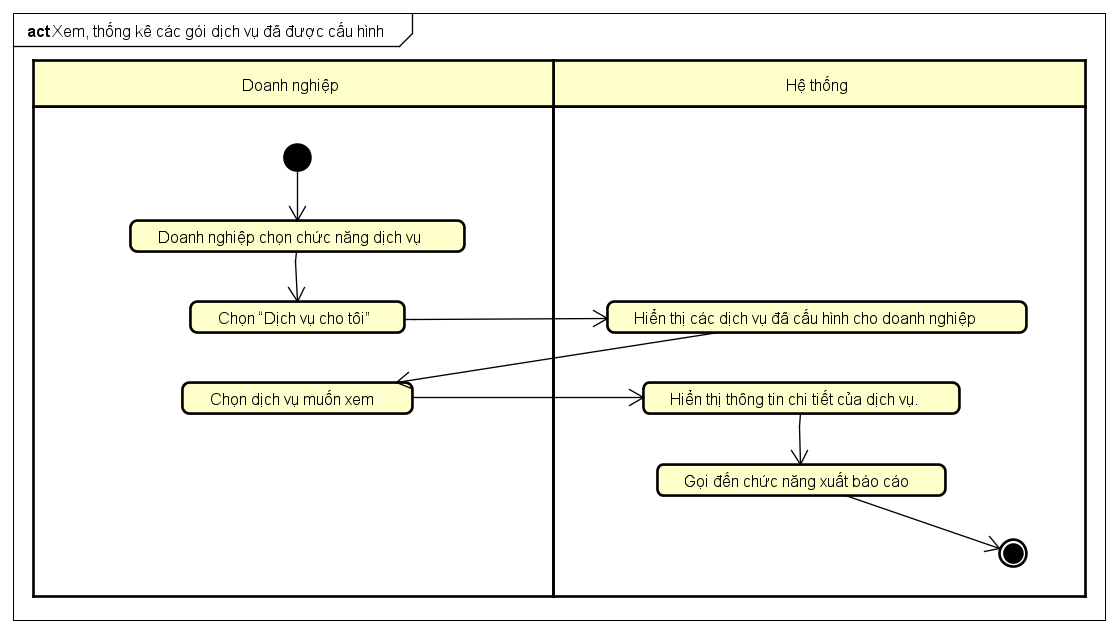 act Xem, thống kê các gói dịch vụ đã được cấu hình
Doanh nghiệp
Hệ thống
Doanh nghiệp chọn chức năng dịch vụ
Chọn “Dịch vụ cho tôi”
Hiển thị các dịch vụ đã cấu hình cho doanh nghiệp
Chọn dịch vụ muốn xem
Hiển thị thông tin chi tiết của dịch vụ.
Gọi đến chức năng xuất báo cáo